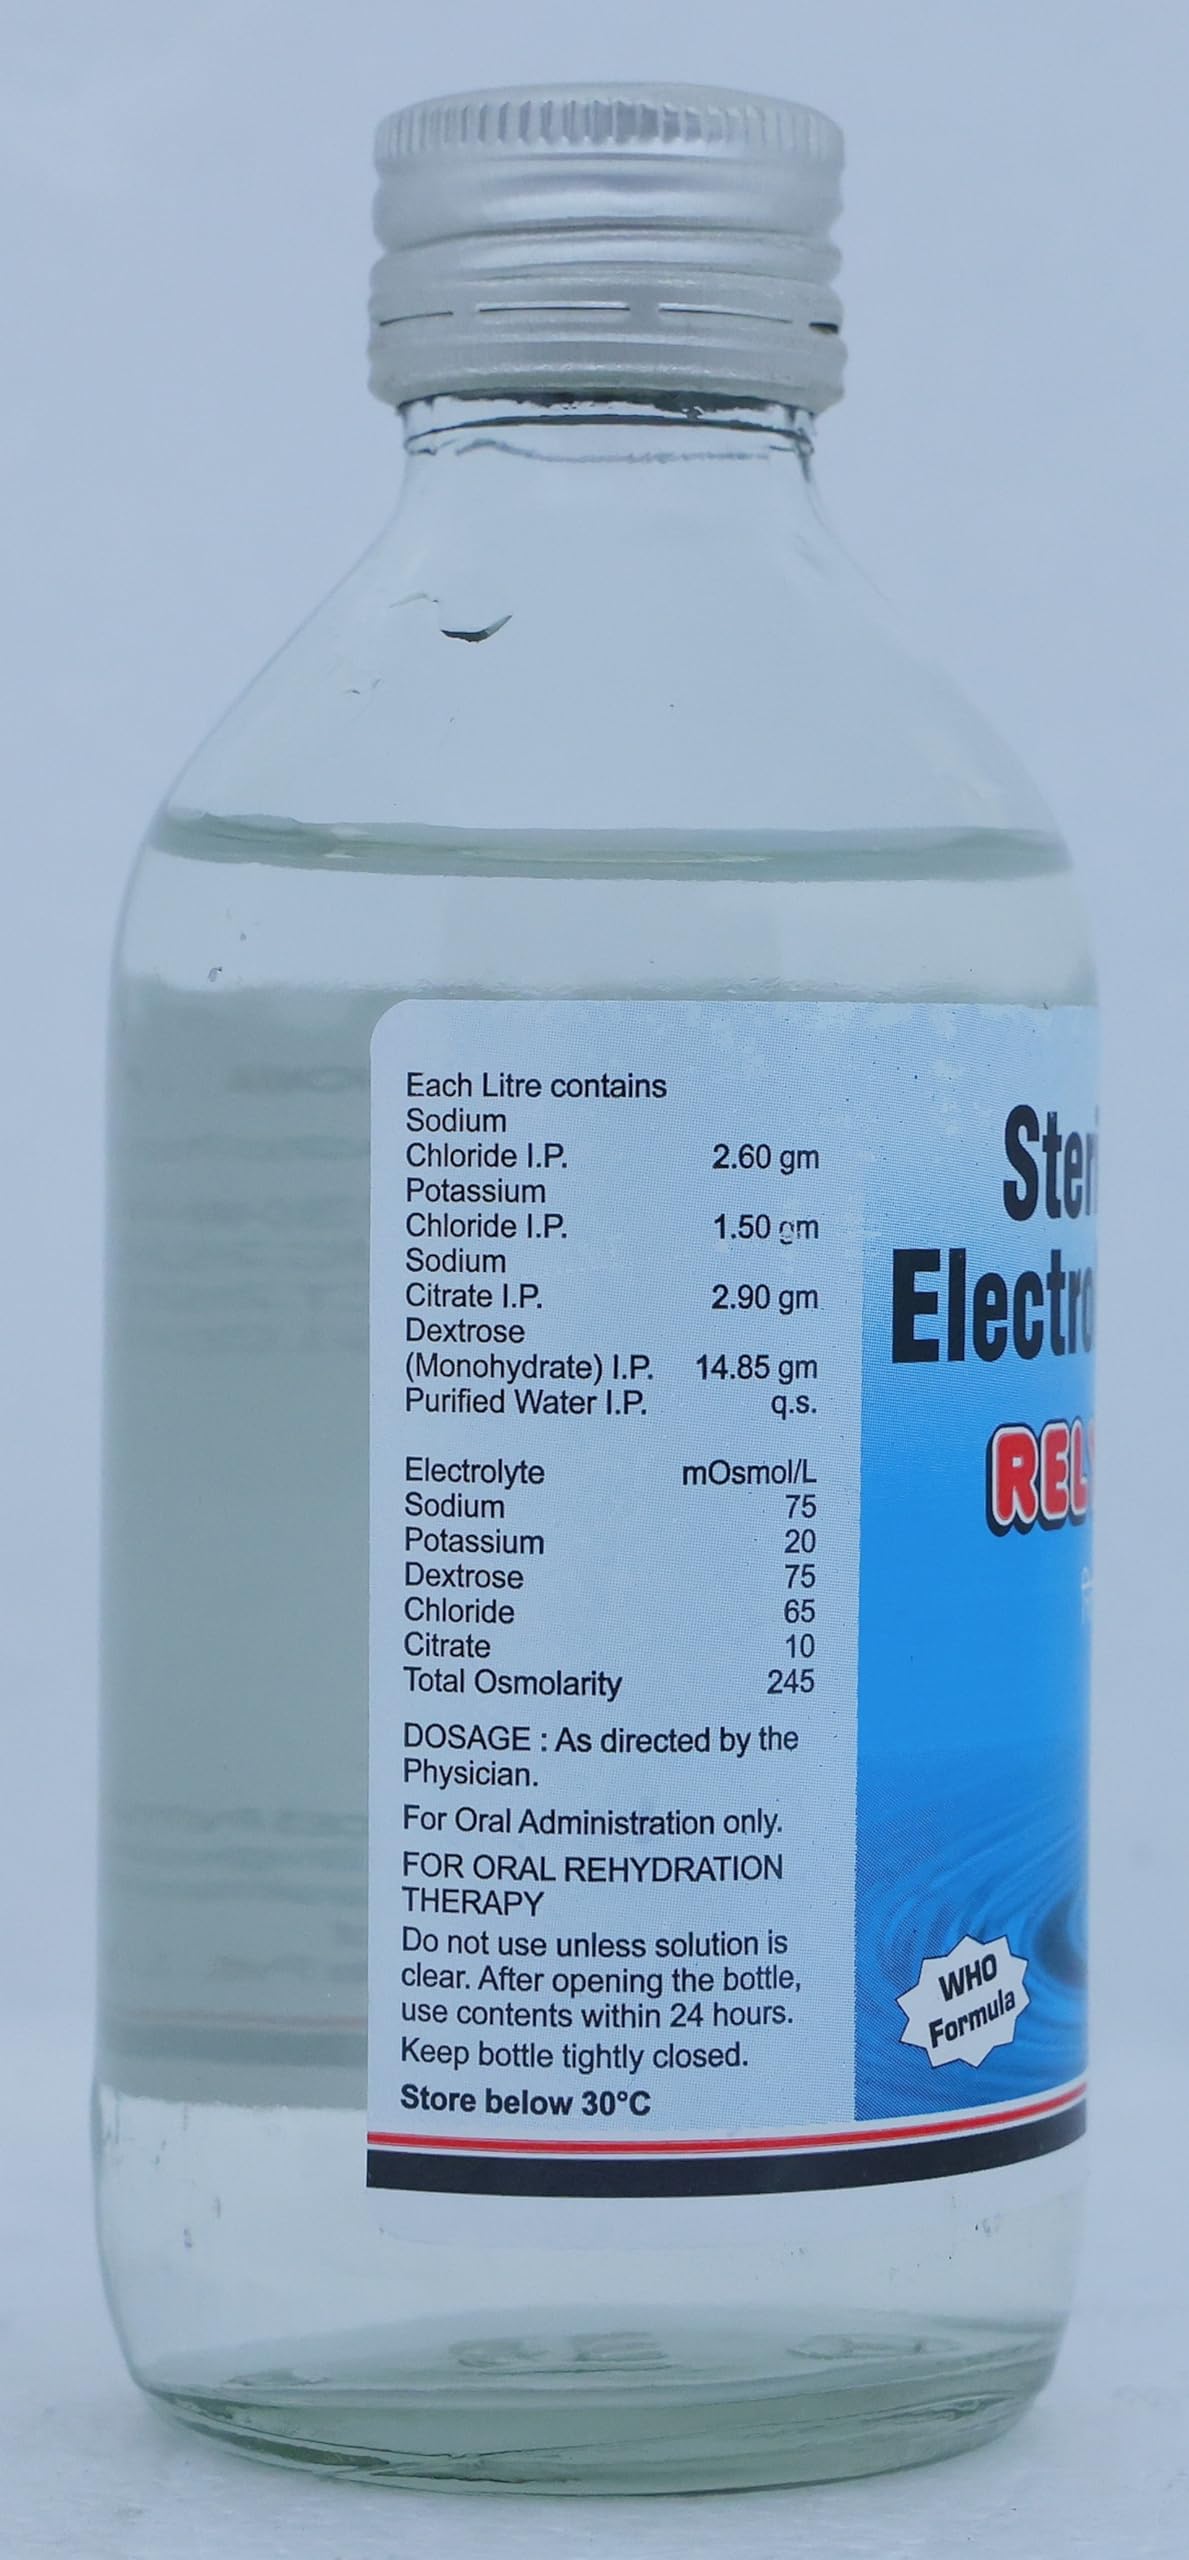 Each Litre contains
Sodium
Chloride I.P. 2.60 gm
Potassium
Chloride I.P. 1.50 gm
Sodium
Citrate I.P. 2.90 gm
Dextrose
(Monohydrate) I.P. 14.85 gm
Purified Water I.P. q.s.
Electrolyte mOsmol/L
Sodium 75
Potassium 20
Dextrose 75
Chloride 65
Citrate 10
Total Osmolarity 245
DOSAGE : As directed by the
Physician.
For Oral Administration only.
FOR ORAL REHYDRATION
THERAPY
Do not use unless solution is
clear. After opening the bottle,
use contents within 24 hours.
Keep bottle tightly closed.
Store below 30°C
WHO
Formula